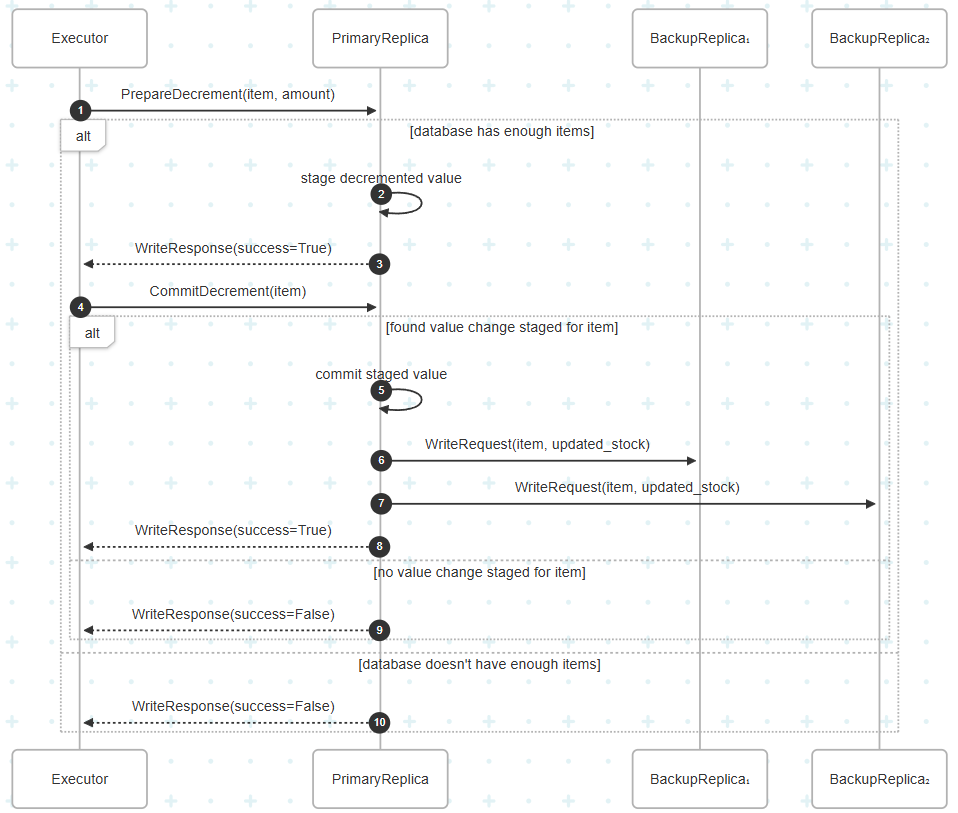 Executor
PrimaryReplica
BackupReplica₁
BackupReplica₂
PrepareDecrement(item, amount)
1
alt
[database has enough items]
stage decremented value
2
WriteResponse(success=True)
3
CommitDecrement(item)
4
alt
[found value change staged for item]
commit staged value
5
WriteRequest(item, updated_stock)
6
WriteRequest(item, updated_stock)
7
WriteResponse(success=True)
8
[no value change staged for item]
WriteResponse(success=False)
9
[database doesn't have enough items]
WriteResponse(success=False)
10
Executor
PrimaryReplica
BackupReplica₁
BackupReplica₂